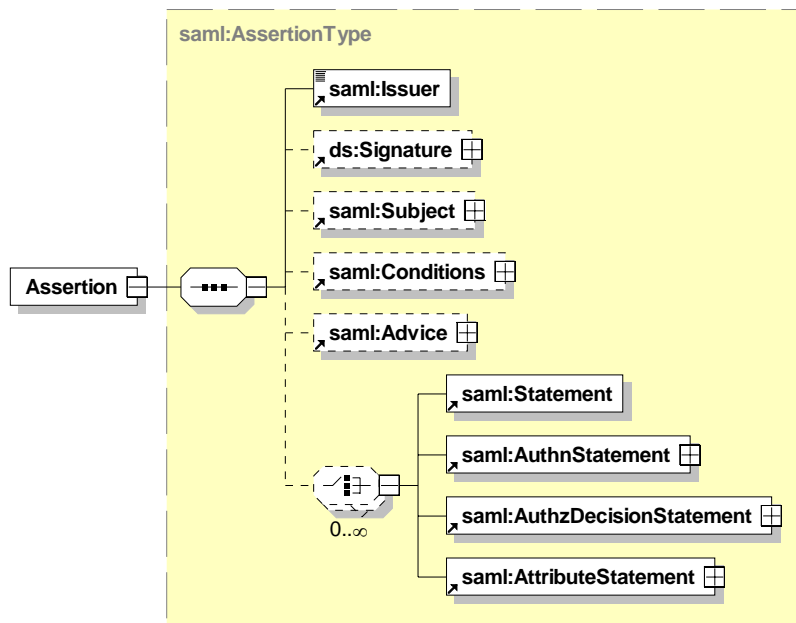 saml:AssertionType
saml:Issuer
ds:Signature
saml:Subject
saml:Conditions
Assertion
saml:Advice
saml:Statement
saml:AuthnStatement
saml:AuthzDecisionStatement
0..∞
saml:AttributeStatement